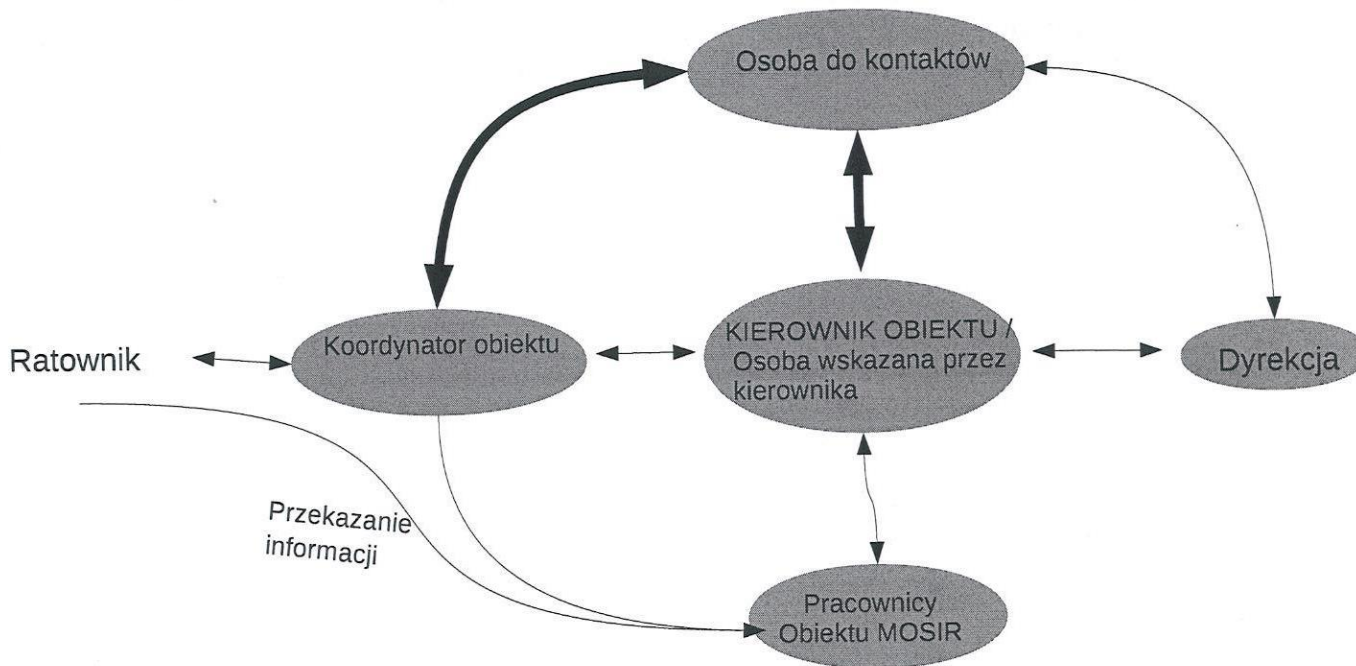 Osoba do kontaktów
Ratownik
Koordynator obiektu
KIEROWNIK OBIEKTU /
Osoba wskazana przez
kierownika
Dyrekcja
Przekazanie
informacji
Pracownicy
Obiektu MOSIR